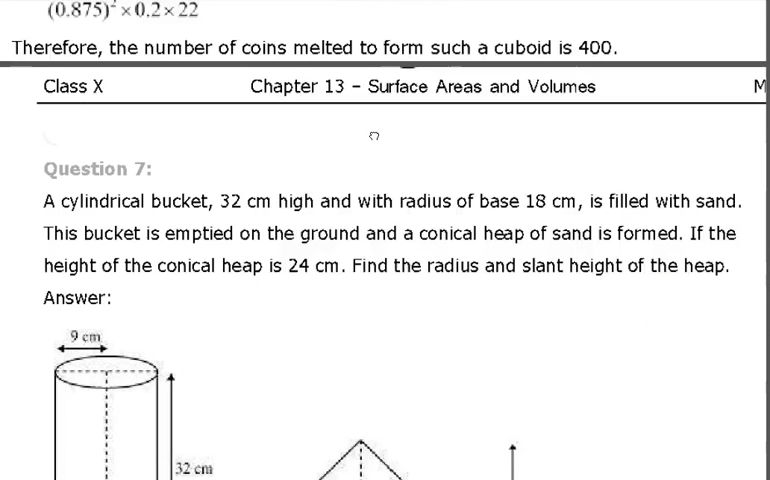 (0.875)² × 0.2 × 22
Therefore, the number of coins melted to form such a cuboid is 400.
Class X Chapter 13 – Surface Areas and Volumes M
Question 7:
A cylindrical bucket, 32 cm high and with radius of base 18 cm, is filled with sand.
This bucket is emptied on the ground and a conical heap of sand is formed. If the
height of the conical heap is 24 cm. Find the radius and slant height of the heap.
Answer:
9 cm
32 cm